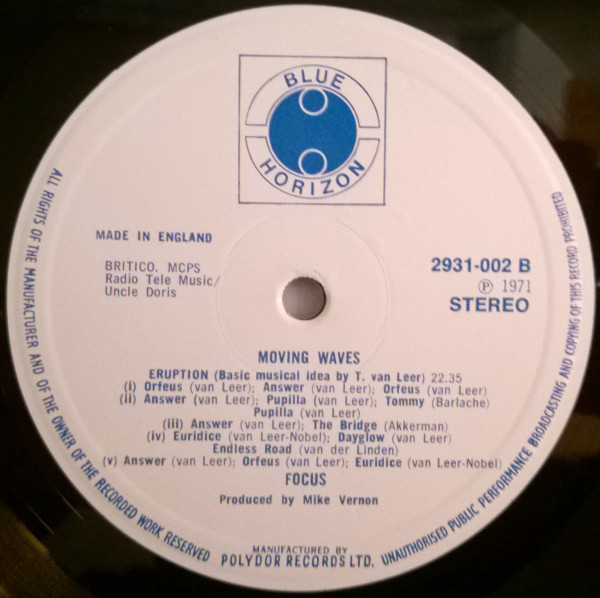 BLUE
HORIZON
MADE IN ENGLAND
BRITICO, MCPS
Radio Tele Music/
Uncle Doris
2931-002 B
Ⓟ 1971
STEREO
MOVING WAVES
ERUPTION (Basic musical idea by T. van Leer) 22.35
(i) Orfeus (van Leer); Answer (van Leer); Orfeus (van Leer)
(ii) Answer (van Leer); Pupilla (van Leer); Tommy (Barlache)
Pupilla (van Leer)
(iii) Answer (van Leer); The Bridge (Akkerman)
(iv) Euridice (van Leer-Nobel); Dayglow (van Leer)
Endless Road (van der Linden)
(v) Answer (van Leer); Orfeus (van Leer); Euridice (van Leer-Nobel)
FOCUS
Produced by Mike Vernon
MANUFACTURED BY
POLYDOR RECORDS LTD.
ALL RIGHTS OF THE MANUFACTURER AND OF THE OWNER OF THE RECORDED WORK RESERVED
UNAUTHORISED PUBLIC PERFORMANCE BROADCASTING AND COPYING OF THIS RECORD PROHIBITED